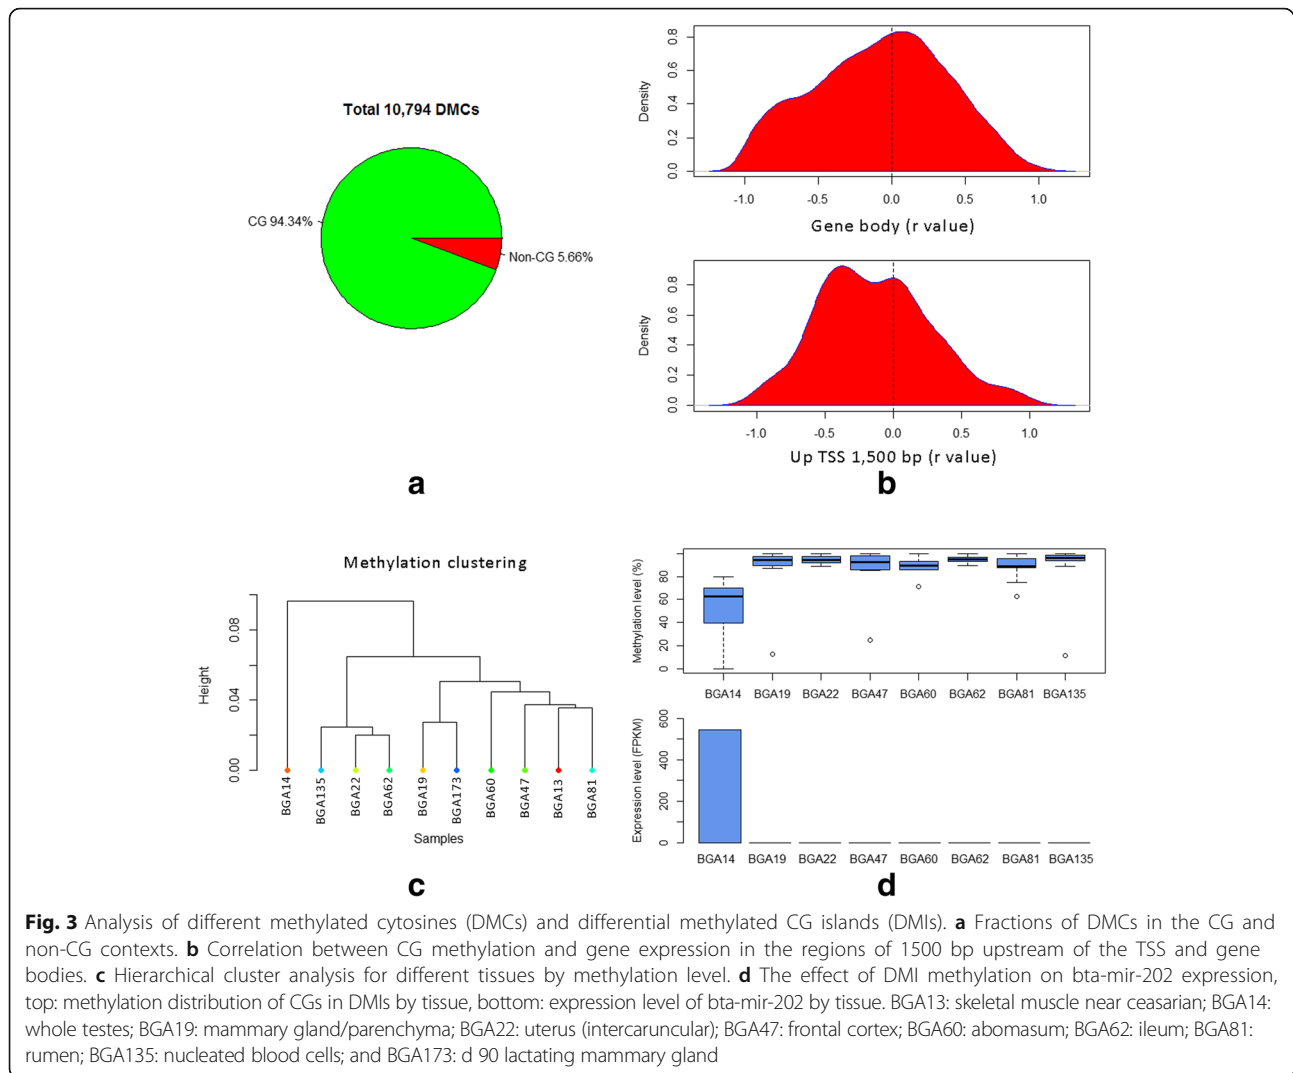 Total 10,794 DMCs
CG 94.34%
Non-CG 5.66%
a
Density
0.0 0.2 0.4 0.6 0.8
-1.0 -0.5 0.0 0.5 1.0
Gene body (r value)
Density
0.0 0.2 0.4 0.6 0.8
-1.0 -0.5 0.0 0.5 1.0
Up TSS 1,500 bp (r value)
b
Methylation clustering
Height
0.00 0.04 0.08
BGA14 BGA135 BGA22 BGA62 BGA19 BGA173 BGA60 BGA47 BGA13 BGA81
Samples
c
Methylation level (%)
0 20 40 60 80
BGA14 BGA19 BGA22 BGA47 BGA60 BGA62 BGA81 BGA135
Expression level (FPKM)
0 200 400 600
BGA14 BGA19 BGA22 BGA47 BGA60 BGA62 BGA81 BGA135
d
Fig. 3 Analysis of different methylated cytosines (DMCs) and differential methylated CG islands (DMIs). a Fractions of DMCs in the CG and
non-CG contexts. b Correlation between CG methylation and gene expression in the regions of 1500 bp upstream of the TSS and gene
bodies. c Hierarchical cluster analysis for different tissues by methylation level. d The effect of DMI methylation on bta-mir-202 expression,
top: methylation distribution of CGs in DMIs by tissue, bottom: expression level of bta-mir-202 by tissue. BGA13: skeletal muscle near ceasarian; BGA14:
whole testes; BGA19: mammary gland/parenchyma; BGA22: uterus (intercaruncular); BGA47: frontal cortex; BGA60: abomasum; BGA62: ileum; BGA81:
rumen; BGA135: nucleated blood cells; and BGA173: d 90 lactating mammary gland